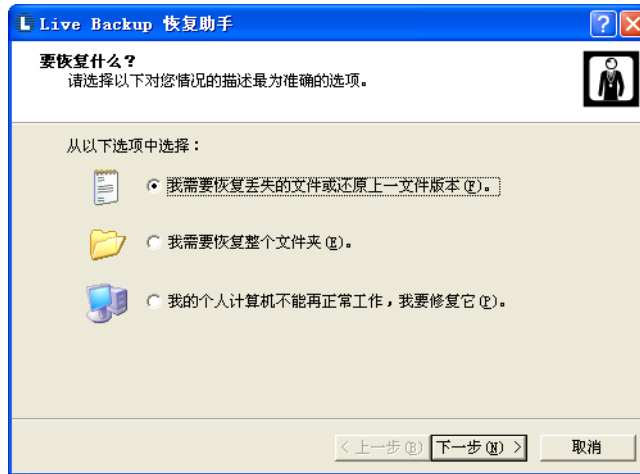 Live Backup 恢复助手
要恢复什么？
请选择以下对您情况的描述最为准确的选项。
从以下选项中选择：
我需要恢复丢失的文件或还原上一文件版本(F)。
我需要恢复整个文件夹(E)。
我的个人计算机不能再正常工作，我要修复它(P)。
< 上一步(B) 下一步(N) > 取消